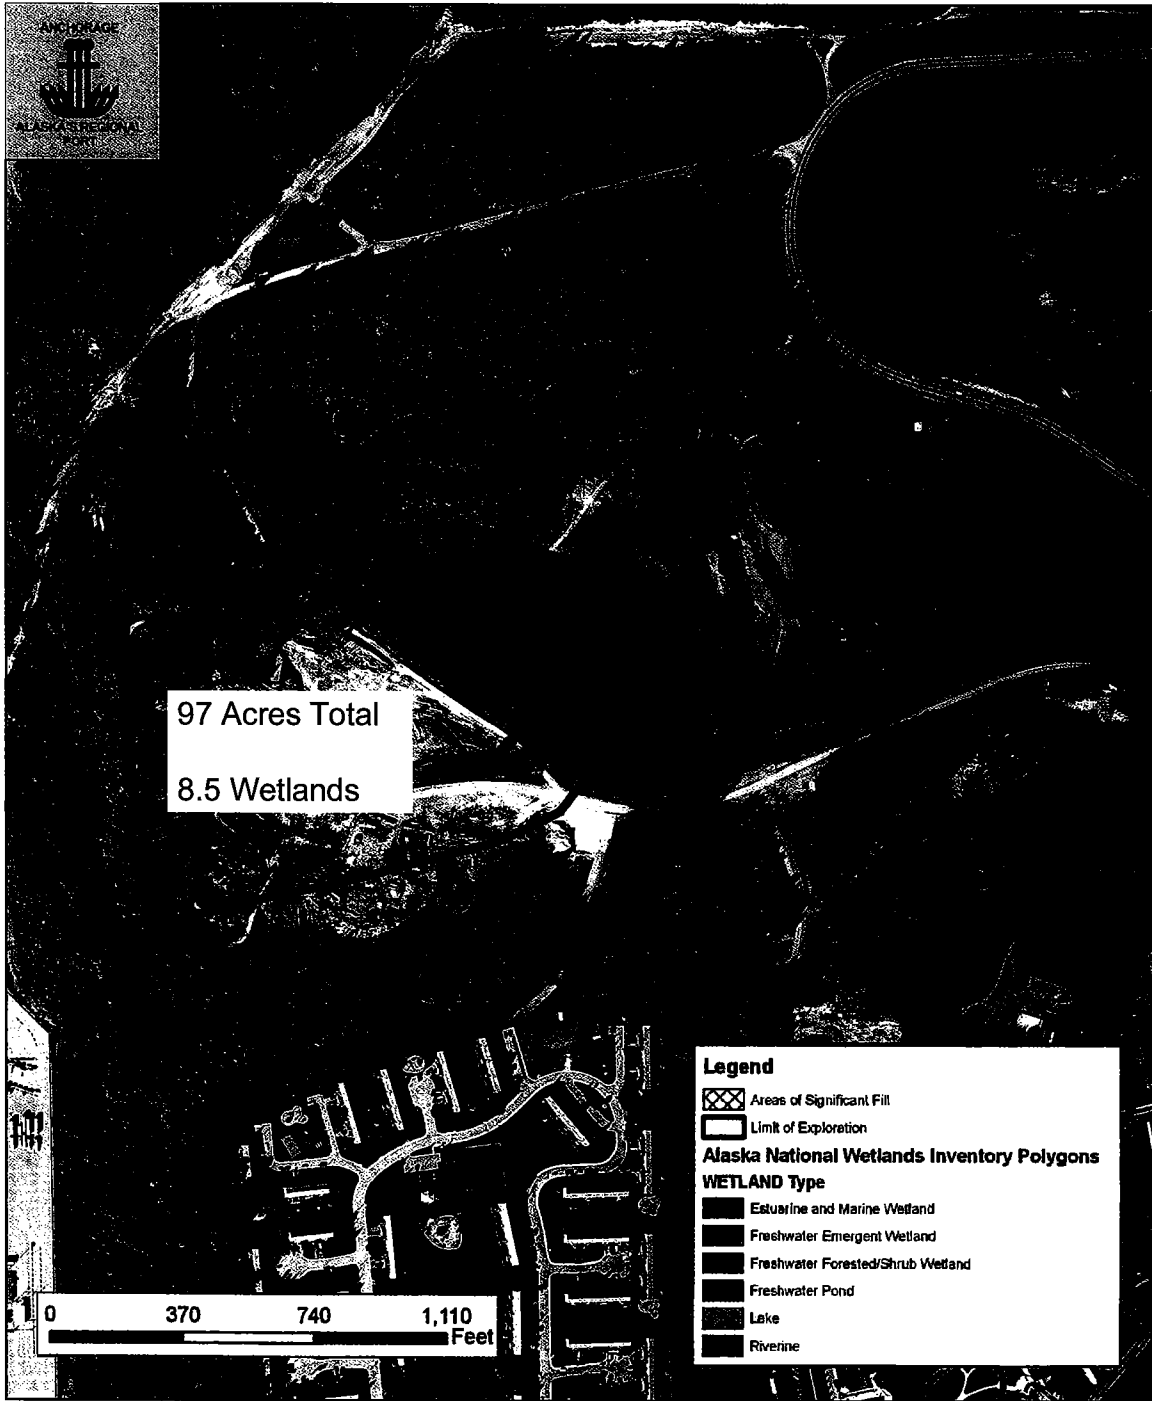 ANCHORAGE
ALASKA'S REGIONAL
PORT
97 Acres Total
8.5 Wetlands
Legend
Areas of Significant Fill
Limit of Exploration
Alaska National Wetlands Inventory Polygons
WETLAND Type
Estuarine and Marine Wetland
Freshwater Emergent Wetland
Freshwater Forested/Shrub Wetland
Freshwater Pond
Lake
Riverine
0 370 740 1,110
Feet